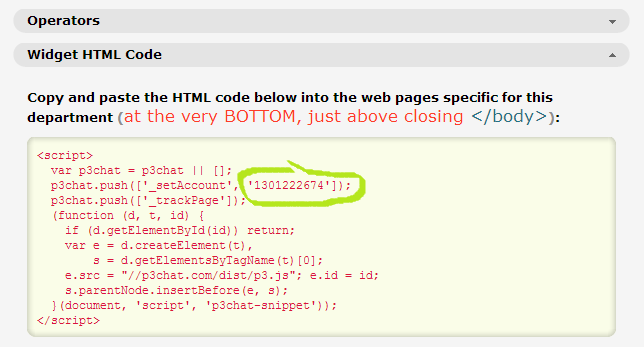 Operators
Widget HTML Code
Copy and paste the HTML code below into the web pages specific for this
department (at the very BOTTOM, just above closing </body>):
<script>
  var p3chat = p3chat || [];
  p3chat.push(['_setAccount', '1301222674']);
  p3chat.push(['_trackPage']);
  (function (d, t, id) {
    if (d.getElementById(id)) return;
    var e = d.createElement(t),
        s = d.getElementsByTagName(t)[0];
    e.src = "//p3chat.com/dist/p3.js"; e.id = id;
    s.parentNode.insertBefore(e, s);
  }(document, 'script', 'p3chat-snippet'));
</script>